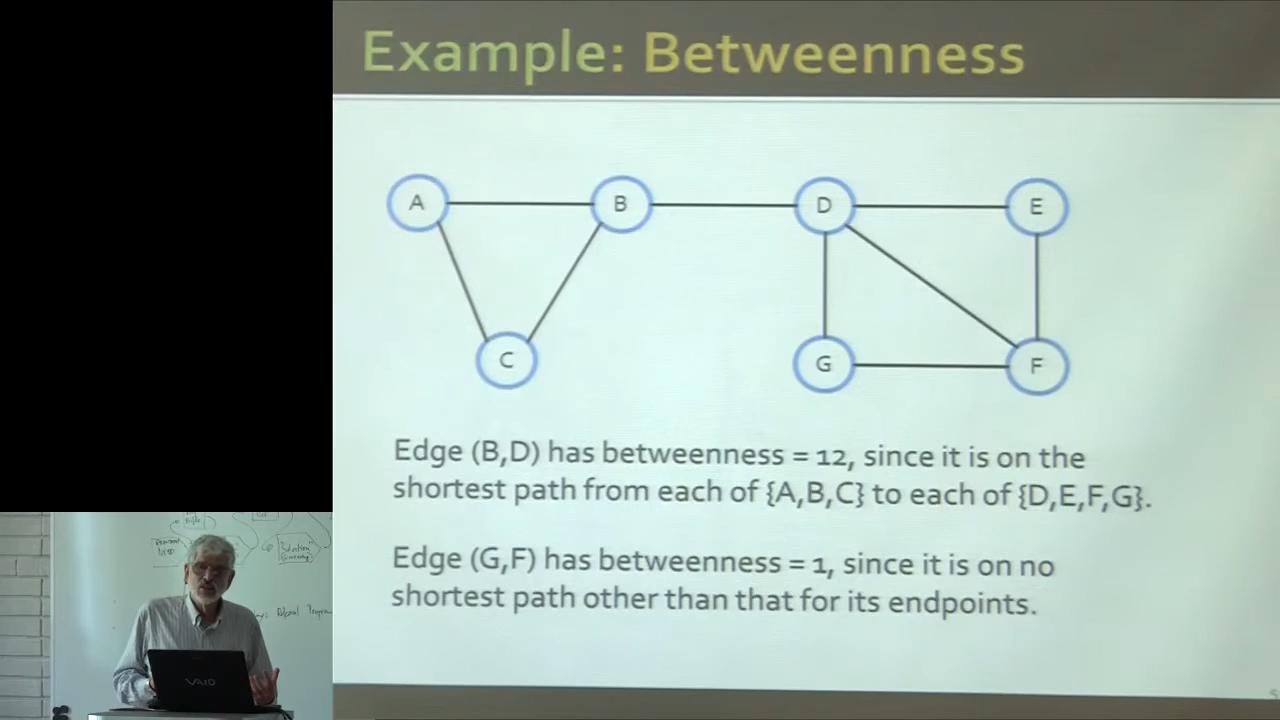 Example: Betweenness
A
B
D
E
C
G
F
Edge (B,D) has betweenness = 12, since it is on the
shortest path from each of {A,B,C} to each of {D,E,F,G}.
Edge (G,F) has betweenness = 1, since it is on no
shortest path other than that for its endpoints.
VAIO